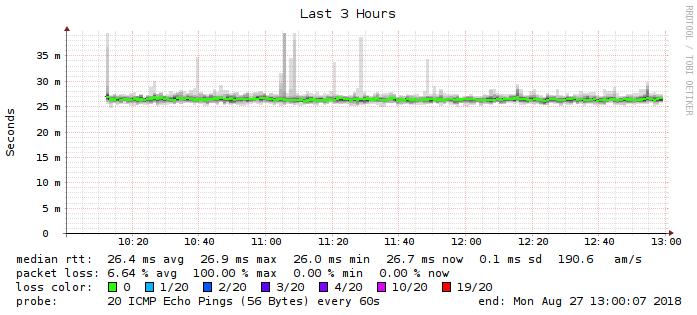 Last 3 Hours
RRDTOOL / TOBI OETIKER
Seconds
35 m
30 m
25 m
20 m
15 m
10 m
5 m
0
10:20 10:40 11:00 11:20 11:40 12:00 12:20 12:40 13:00
median rtt: 26.4 ms avg 26.9 ms max 26.0 ms min 26.7 ms now 0.1 ms sd 190.6 am/s
packet loss: 6.64 % avg 100.00 % max 0.00 % min 0.00 % now
loss color: 0 1/20 2/20 3/20 4/20 10/20 19/20
probe: 20 ICMP Echo Pings (56 Bytes) every 60s end: Mon Aug 27 13:00:07 2018